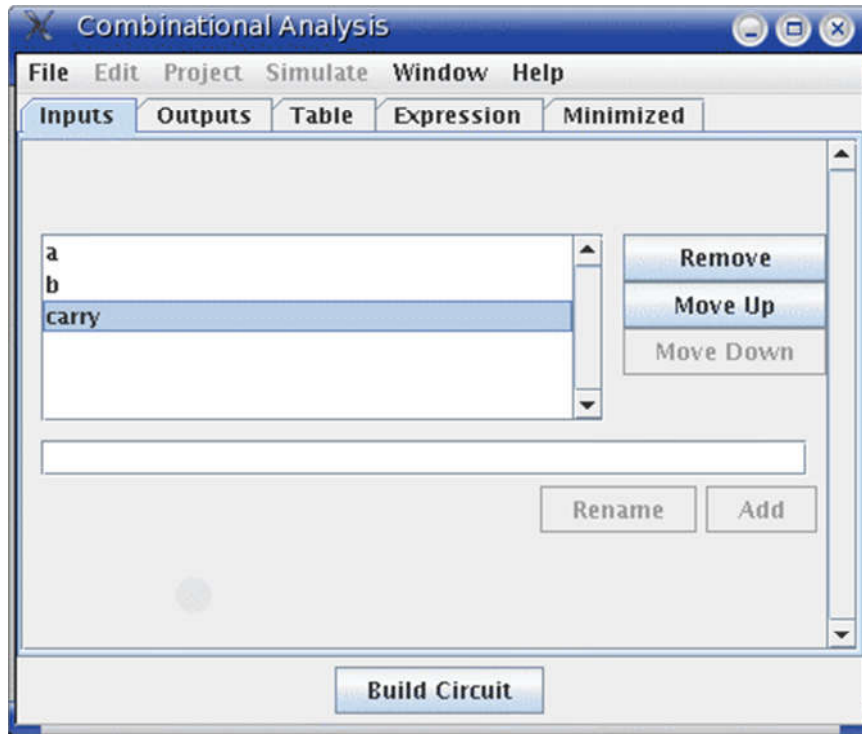 Combinational Analysis
File Edit Project Simulate Window Help
Inputs Outputs Table Expression Minimized
a
b
carry
Remove
Move Up
Move Down
Rename Add
Build Circuit